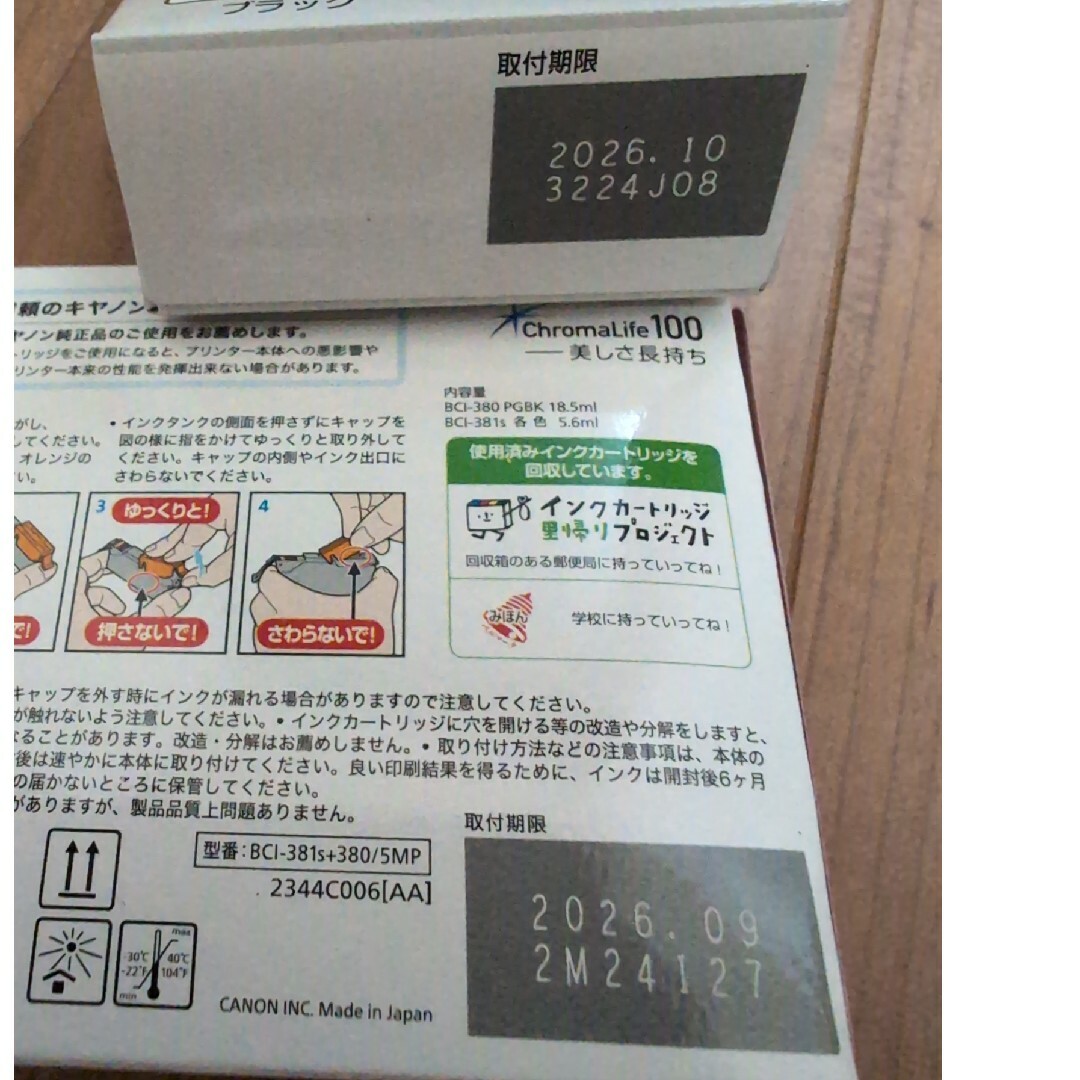 ブラック
取付期限
2026. 10
3224J08
頼のキヤノン
ヤノン純正品のご使用をお薦めします。
トリッジをご使用になると、プリンター本体への悪影響や
リンター本来の性能を発揮出来ない場合があります。
ChromaLife100
美しさ長持ち
内容量
BCI-380 PGBK 18.5ml
BCI-381s 各色 5.6ml
使用済みインクカートリッジを
回収しています。
インクカートリッジ
里帰りプロジェクト
回収箱のある郵便局に持っていってね!
みほん
ベルマーク
学校に持っていってね!
がし、
してください。
オレンジの
い。
• インクタンクの側面を押さずにキャップを
図の様に指をかけてゆっくりと取り外して
ください。キャップの内側やインク出口に
さわらないでください。
で!
3
ゆっくりと!
押さないで!
4
さわらないで!
キャップを外す時にインクが漏れる場合がありますので注意してください。
が触れないよう注意してください。• インクカートリッジに穴を開ける等の改造や分解をしますと、
なることがあります。改造・分解はお薦めしません。• 取り付け方法などの注意事項は、本体の
後は速やかに本体に取り付けてください。良い印刷結果を得るために、インクは開封後6ヶ月
の届かないところに保管してください。
がありますが、製品品質上問題ありません。
型番:BCI-381s+380/5MP
2344C006[AA]
max
-30℃
-22°F
40℃
104°F
min
CANON INC. Made in Japan
取付期限
2026. 09
2M24I27